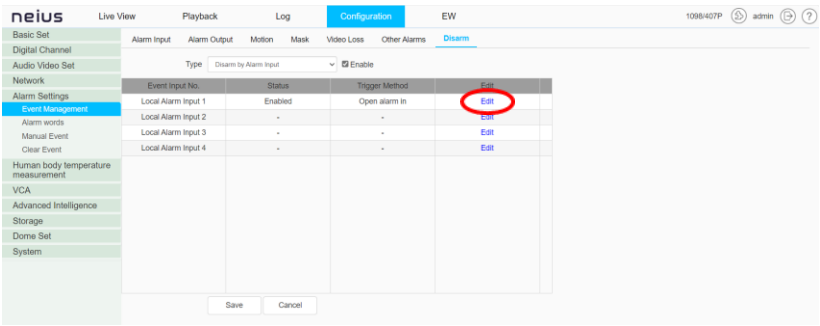 neius Live View Playback Log Configuration EW 1098/407P admin ?
Basic Set
Digital Channel
Audio Video Set
Network
Alarm Settings
Event Management
Alarm words
Manual Event
Clear Event
Human body temperature
measurement
VCA
Advanced Intelligence
Storage
Dome Set
System
Alarm Input Alarm Output Motion Mask Video Loss Other Alarms Disarm
Type Disarm by Alarm Input Enable
Event Input No. Status Trigger Method Edit
Local Alarm Input 1 Enabled Open alarm in Edit
Local Alarm Input 2 - - Edit
Local Alarm Input 3 - - Edit
Local Alarm Input 4 - - Edit
Save Cancel